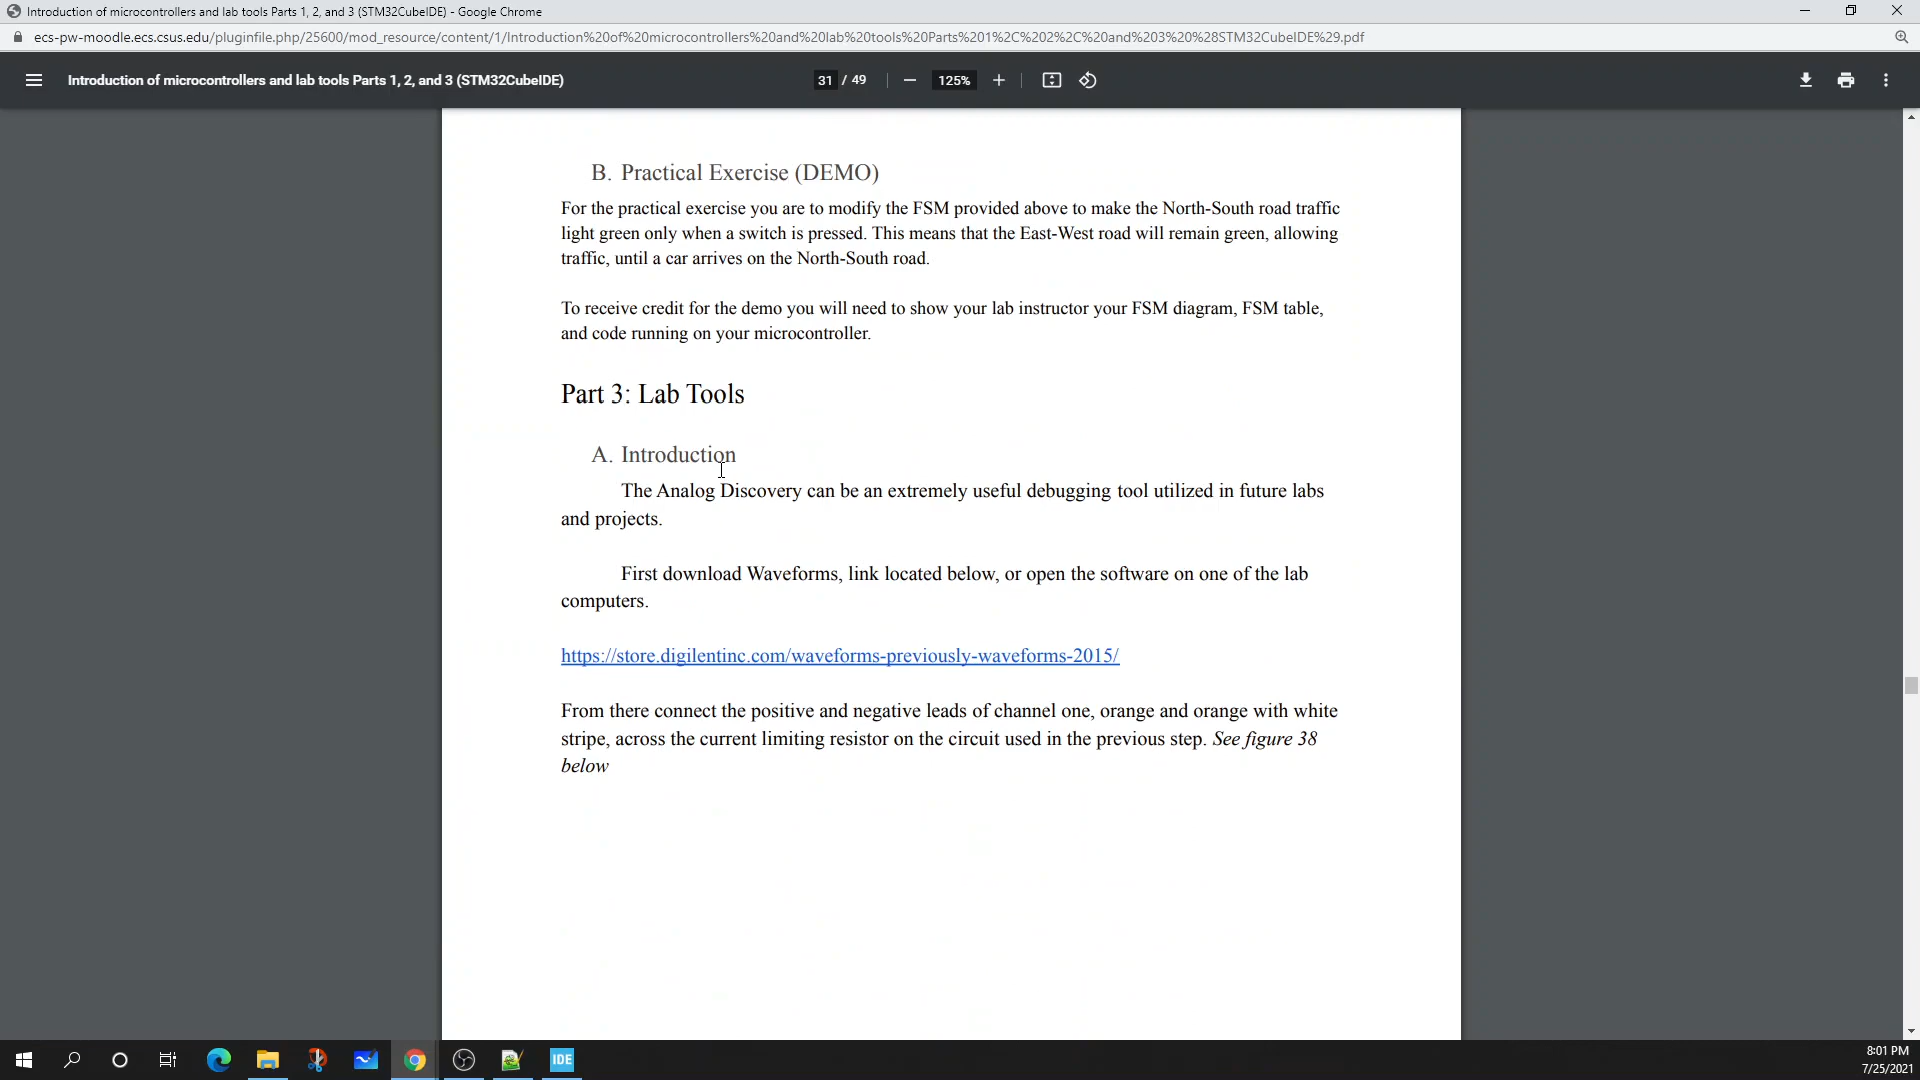 Introduction of microcontrollers and lab tools Parts 1, 2, and 3 (STM32CubeIDE) - Google Chrome
ecs-pw-moodle.ecs.csus.edu/pluginfile.php/25600/mod_resource/content/1/Introduction%20of%20microcontrollers%20and%20lab%20tools%20Parts%201%2C%202%2C%20and%203%20%28STM32CubeIDE%29.pdf
Introduction of microcontrollers and lab tools Parts 1, 2, and 3 (STM32CubeIDE) 31 / 49 125%
B. Practical Exercise (DEMO)
For the practical exercise you are to modify the FSM provided above to make the North-South road traffic
light green only when a switch is pressed. This means that the East-West road will remain green, allowing
traffic, until a car arrives on the North-South road.
To receive credit for the demo you will need to show your lab instructor your FSM diagram, FSM table,
and code running on your microcontroller.
Part 3: Lab Tools
A. Introduction
The Analog Discovery can be an extremely useful debugging tool utilized in future labs
and projects.
First download Waveforms, link located below, or open the software on one of the lab
computers.
https://store.digilentinc.com/waveforms-previously-waveforms-2015/
From there connect the positive and negative leads of channel one, orange and orange with white
stripe, across the current limiting resistor on the circuit used in the previous step. See figure 38
below
IDE
8:01 PM
7/25/2021